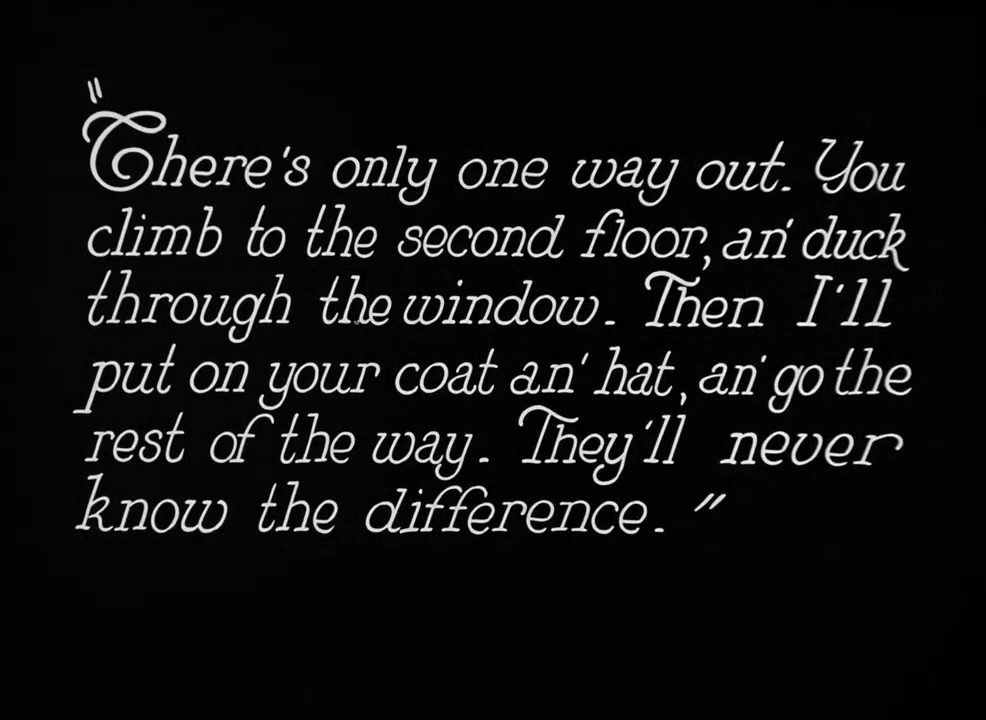 "There's only one way out. You
climb to the second floor, an' duck
through the window. Then I'll
put on your coat an' hat, an' go the
rest of the way. They'll never
know the difference."